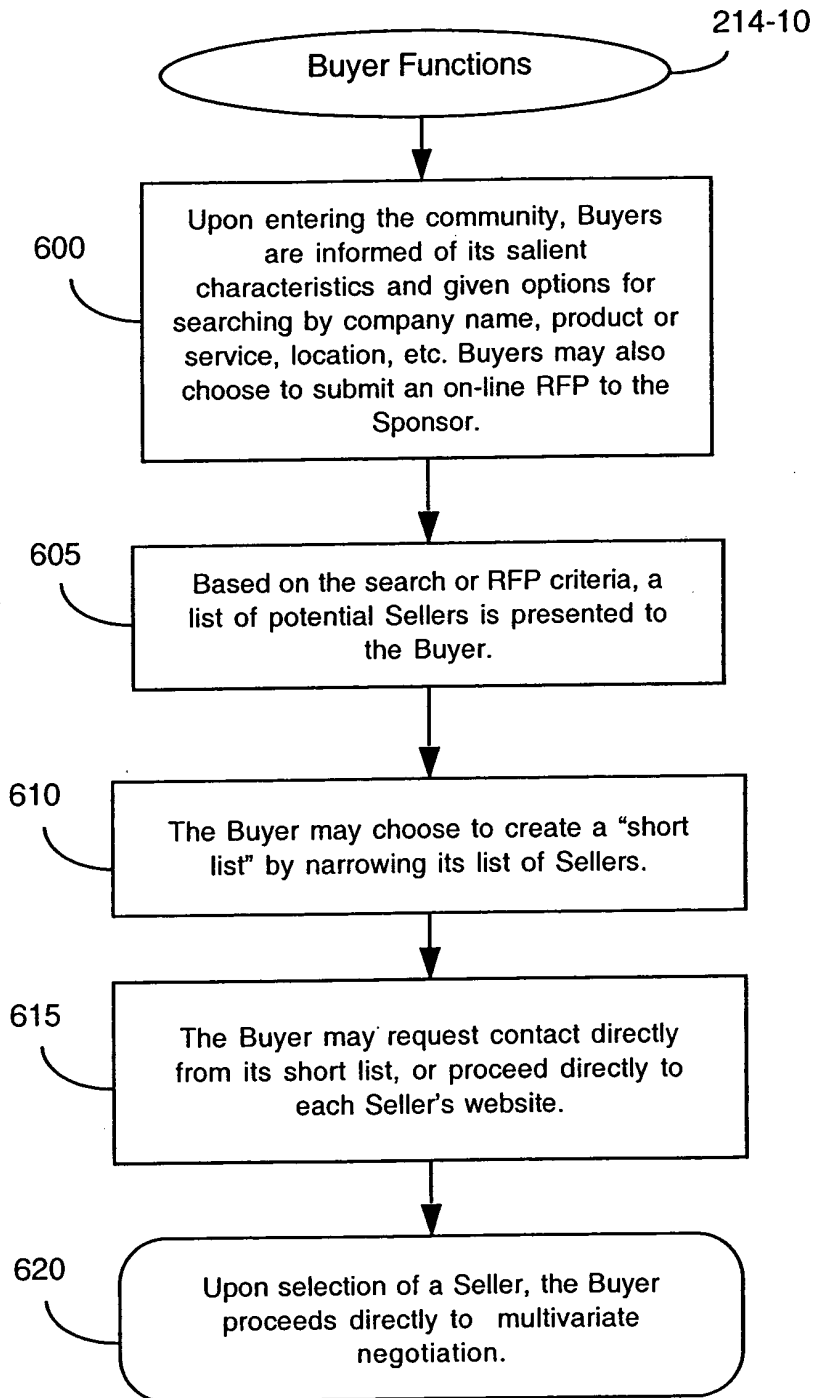 214-10
Buyer Functions
600
Upon entering the community, Buyers
are informed of its salient
characteristics and given options for
searching by company name, product or
service, location, etc. Buyers may also
choose to submit an on-line RFP to the
Sponsor.
605
Based on the search or RFP criteria, a
list of potential Sellers is presented to
the Buyer.
610
The Buyer may choose to create a “short
list” by narrowing its list of Sellers.
615
The Buyer may request contact directly
from its short list, or proceed directly to
each Seller's website.
620
Upon selection of a Seller, the Buyer
proceeds directly to multivariate
negotiation.